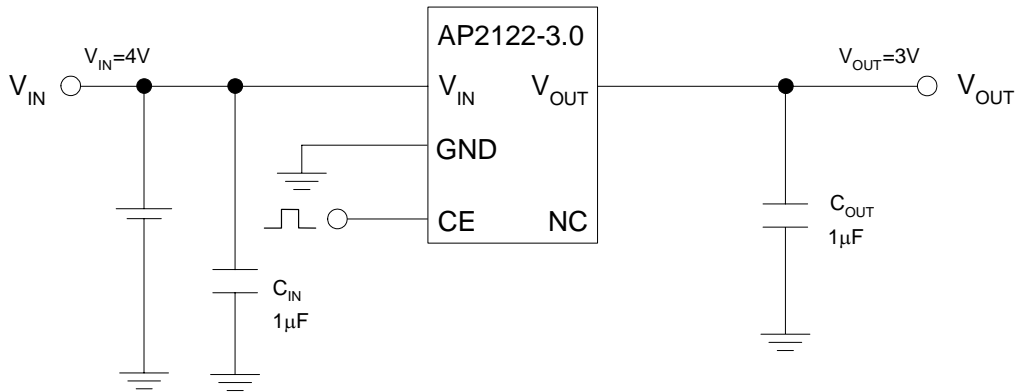 AP2122-3.0
V_IN=4V
V_OUT=3V
V_IN
V_IN
V_OUT
V_OUT
GND
CE
NC
C_OUT
1μF
C_IN
1μF